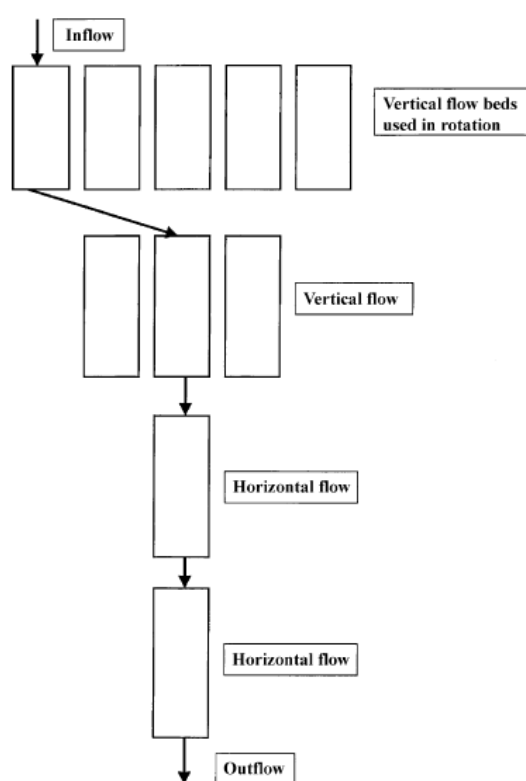 Inflow
Vertical flow beds
used in rotation
Vertical flow
Horizontal flow
Horizontal flow
Outflow